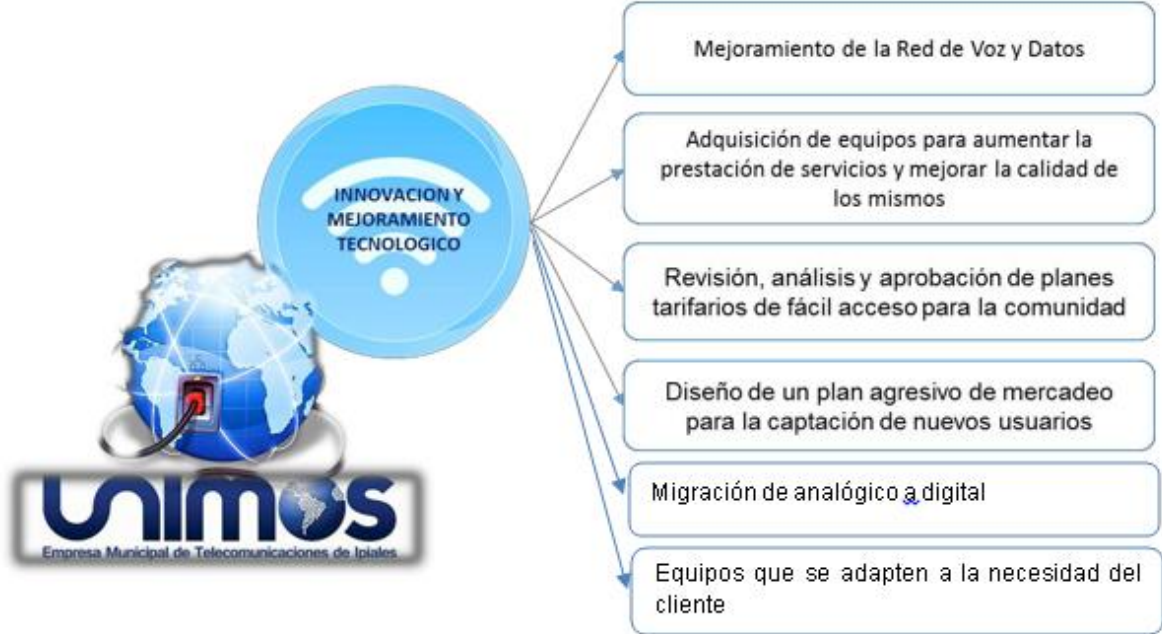 Mejoramiento de la Red de Voz y Datos
Adquisición de equipos para aumentar la
prestación de servicios y mejorar la calidad de
los mismos
INNOVACION Y
MEJORAMIENTO
TECNOLOGICO
Revisión, análisis y aprobación de planes
tarifarios de fácil acceso para la comunidad
Diseño de un plan agresivo de mercadeo
para la captación de nuevos usuarios
Migración de analógico a digital
Equipos que se adapten a la necesidad del
cliente
UNIMOS
Empresa Municipal de Telecomunicaciones de Ipiales